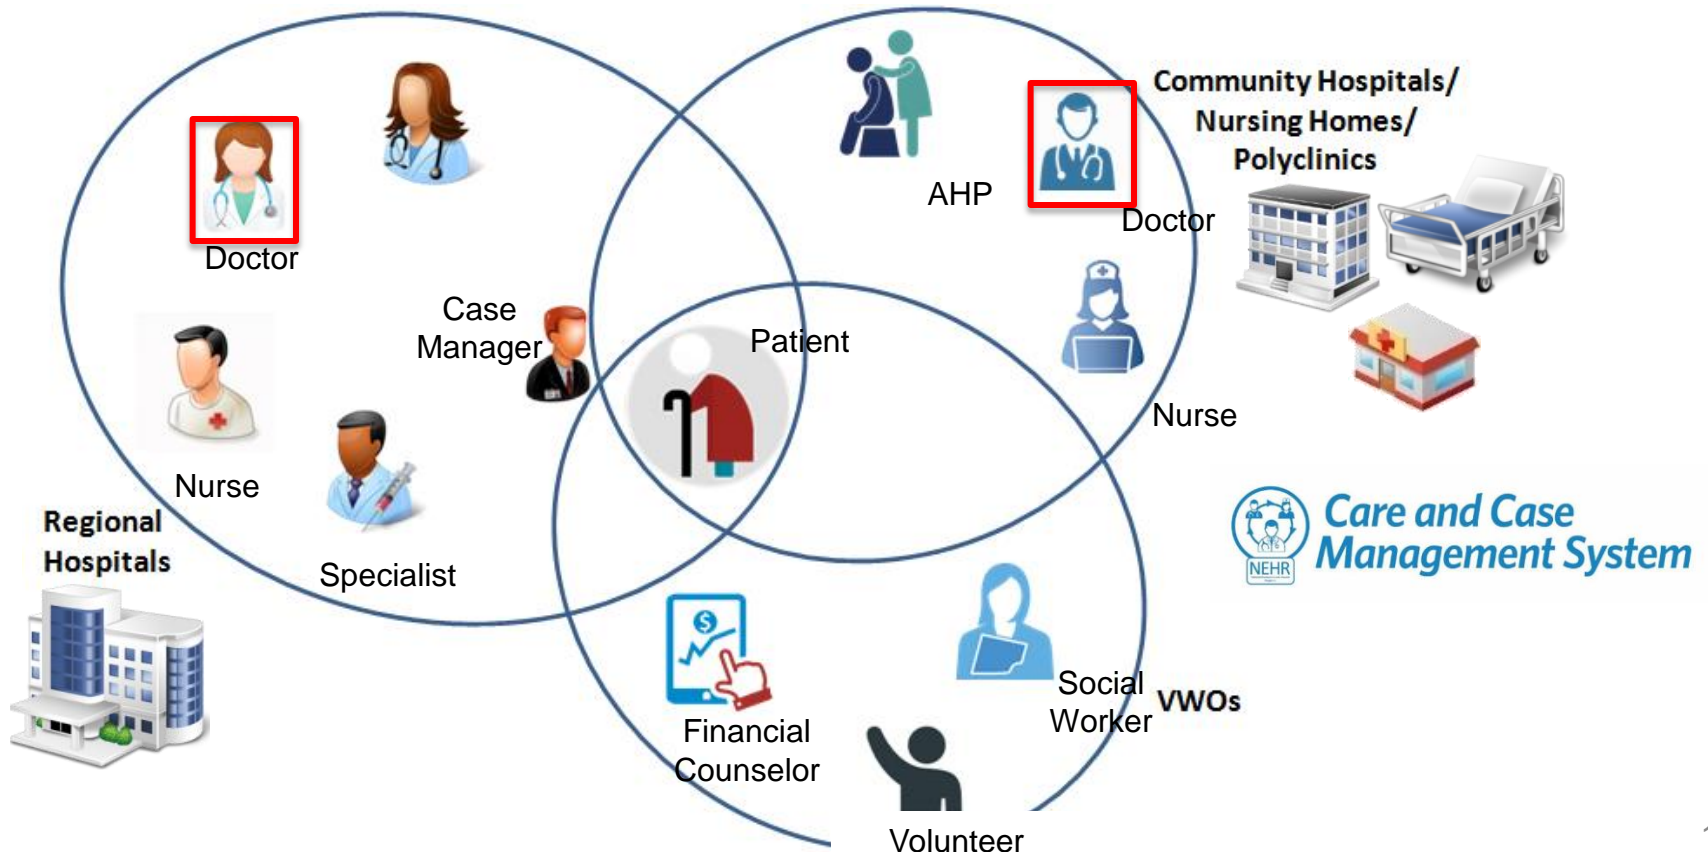 Community Hospitals/
Nursing Homes/
Polyclinics
AHP
Doctor
Doctor
Case
Manager
Patient
Nurse
Nurse
Regional
Hospitals
Specialist
NEHR
Care and Case
Management System
$
Social
Worker
VWOs
Financial
Counselor
Volunteer